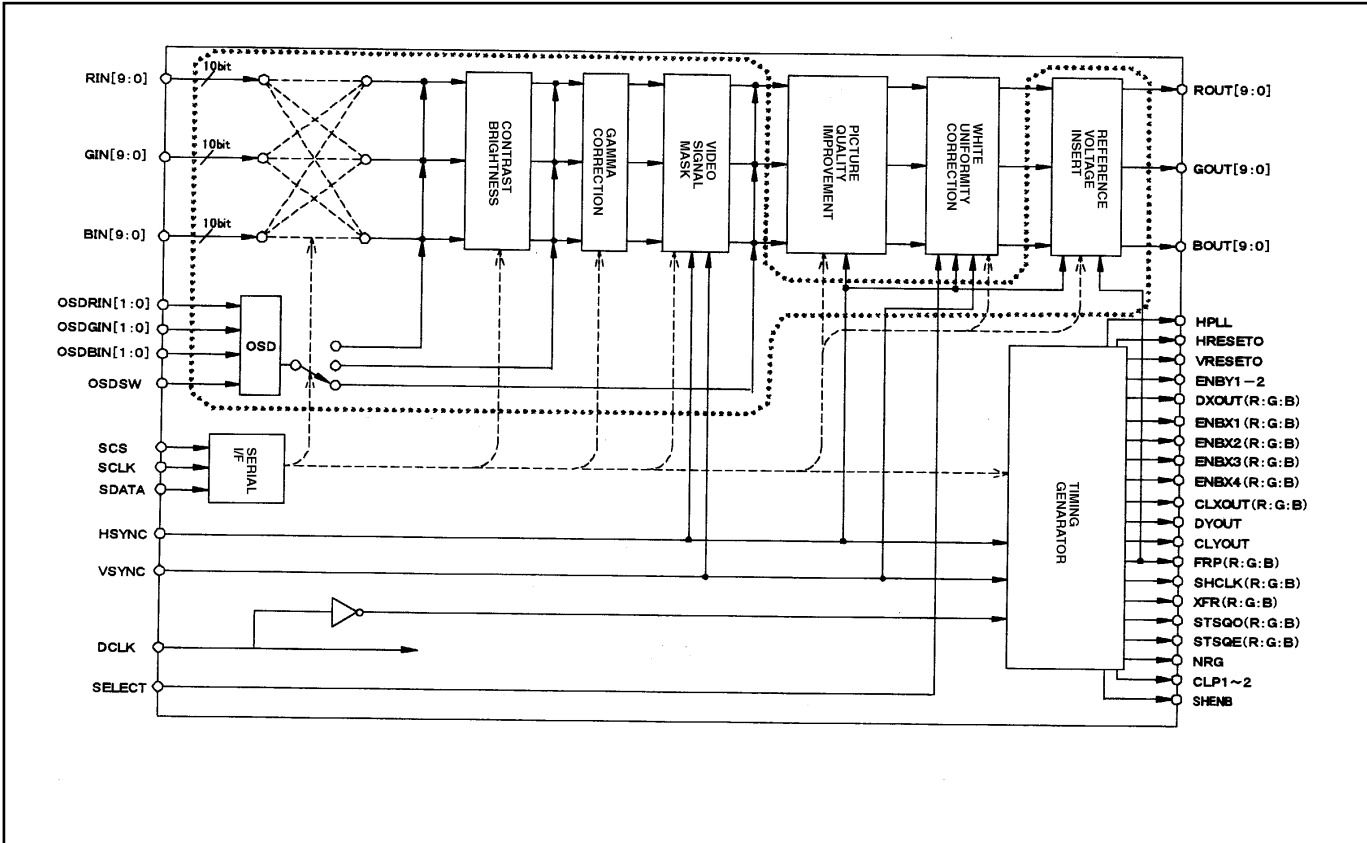 RIN[9:0]
GIN[9:0]
BIN[9:0]
OSDRIN[1:0]
OSDGIN[1:0]
OSDBIN[1:0]
OSDSW
SCS
SCLK
SDATA
HSYNC
VSYNC
DCLK
SELECT
10bit
10bit
10bit
OSD
SERIAL
I/F
CONTRAST
BRIGHTNESS
GAMMA
CORRECTION
VIDEO
SIGNAL
MASK
PICTURE
QUALITY
IMPROVEMENT
WHITE
UNIFORMITY
CORRECTION
REFERENCE
VOLTAGE
INSERT
TIMING
GENARATOR
ROUT[9:0]
GOUT[9:0]
BOUT[9:0]
HPLL
HRESETO
VRESETO
ENBY1-2
DXOUT(R:G:B)
ENBX1(R:G:B)
ENBX2(R:G:B)
ENBX3(R:G:B)
ENBX4(R:G:B)
CLXOUT(R:G:B)
DYOUT
CLYOUT
FRP(R:G:B)
SHCLK(R:G:B)
XFR(R:G:B)
STSQO(R:G:B)
STSQE(R:G:B)
NRG
CLP1~2
SHENB